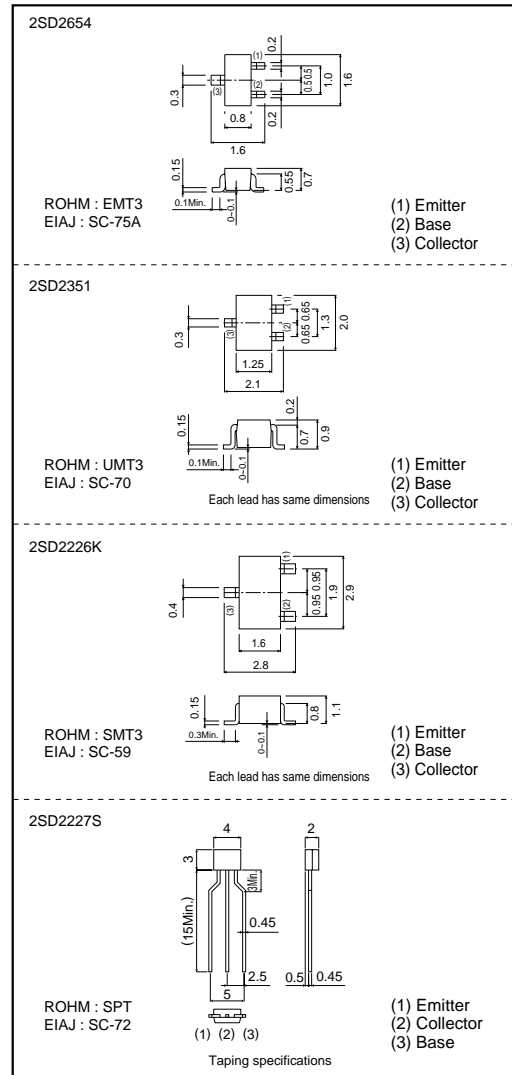 2SD2654
0.2
(1)
0.3
(3)
(2)
0.5 0.5
1.0
1.6
0.2
0.8
1.6
0.15
0.55
0.7
0.1Min.
0~0.1
ROHM : EMT3
EIAJ : SC-75A
(1) Emitter
(2) Base
(3) Collector
2SD2351
(1)
0.3
(3)
(2)
0.65 0.65
1.3
2.0
1.25
2.1
0.2
0.15
0.7
0.9
0.1Min.
0~0.1
ROHM : UMT3
EIAJ : SC-70
Each lead has same dimensions
(1) Emitter
(2) Base
(3) Collector
2SD2226K
(1)
0.4
(3)
(2)
0.95 0.95
1.9
2.9
1.6
2.8
0.15
0.8
1.1
0.3Min.
0~0.1
ROHM : SMT3
EIAJ : SC-59
Each lead has same dimensions
(1) Emitter
(2) Base
(3) Collector
2SD2227S
4
2
3
3Min.
(15Min.)
0.45
2.5
5
0.5
0.45
ROHM : SPT
EIAJ : SC-72
(1) (2) (3)
Taping specifications
(1) Emitter
(2) Collector
(3) Base